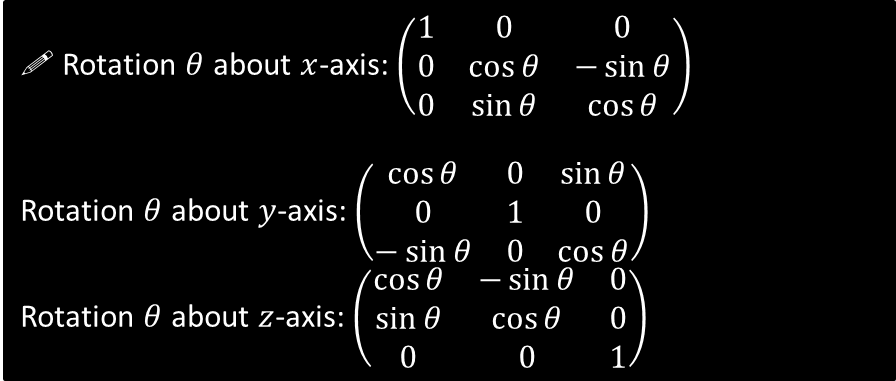 Rotation θ about x-axis: (1 0 0
0 cos θ − sin θ
0 sin θ cos θ)
Rotation θ about y-axis: (cos θ 0 sin θ
0 1 0
− sin θ 0 cos θ)
Rotation θ about z-axis: (cos θ − sin θ 0
sin θ cos θ 0
0 0 1)